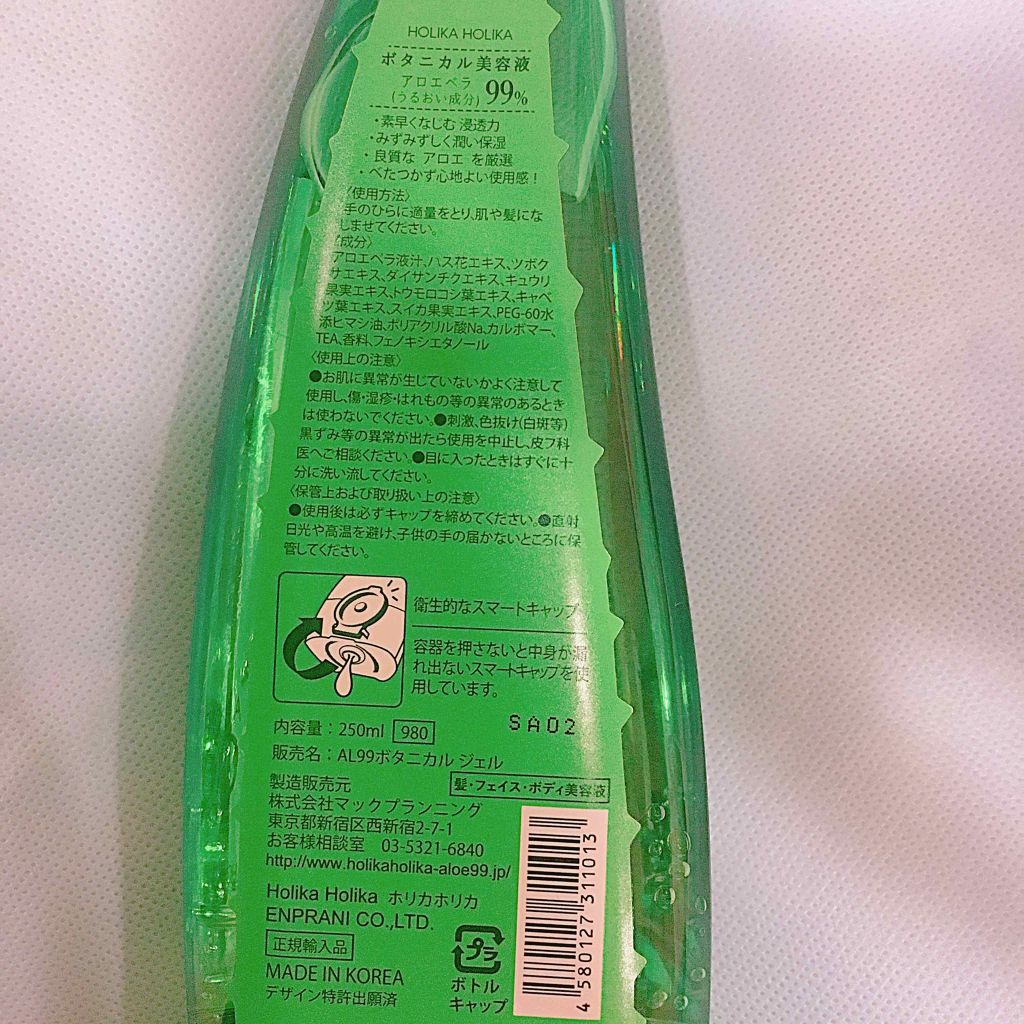 HOLIKA HOLIKA
ボタニカル美容液
アロエベラ
(うるおい成分) 99%
・素早くなじむ 浸透力
・みずみずしく潤い保湿
・良質な アロエ を厳選
・べたつかず心地よい使用感!
〈使用方法〉
手のひらに適量をとり、肌や髪にな
じませてください。
〈成分〉
アロエベラ液汁、ハス花エキス、ツボク
サエキス、ダイサンチクエキス、キュウリ
果実エキス、トウモロコシ葉エキス、キャベ
ツ葉エキス、スイカ果実エキス、PEG-60水
添ヒマシ油、ポリアクリル酸Na、カルボマー、
TEA、香料、フェノキシエタノール
〈使用上の注意〉
●お肌に異常が生じていないかよく注意して
使用し、傷・湿疹・はれもの等の異常のあるとき
は使わないでください。●刺激、色抜け(白斑等)
黒ずみ等の異常が出たら使用を中止し、皮フ科
医へご相談ください。●目に入ったときはすぐに十
分に洗い流してください。
〈保管上および取り扱い上の注意〉
●使用後は必ずキャップを締めてください。●直射
日光や高温を避け、子供の手の届かないところに保
管してください。
衛生的なスマートキャップ
容器を押さないと中身が漏
れ出ないスマートキャップを使
用しています。
SA02
内容量：250ml 980
販売名：AL99ボタニカル ジェル
髪・フェイス・ボディ美容液
製造販売元
株式会社マックプランニング
東京都新宿区西新宿2-7-1
お客様相談室 03-5321-6840
http://www.holikaholika-aloe99.jp/
Holika Holika ホリカホリカ
ENPRANI CO.,LTD.
正規輸入品
MADE IN KOREA
デザイン特許出願済
プラ
ボトル
キャップ
4 580127 311013